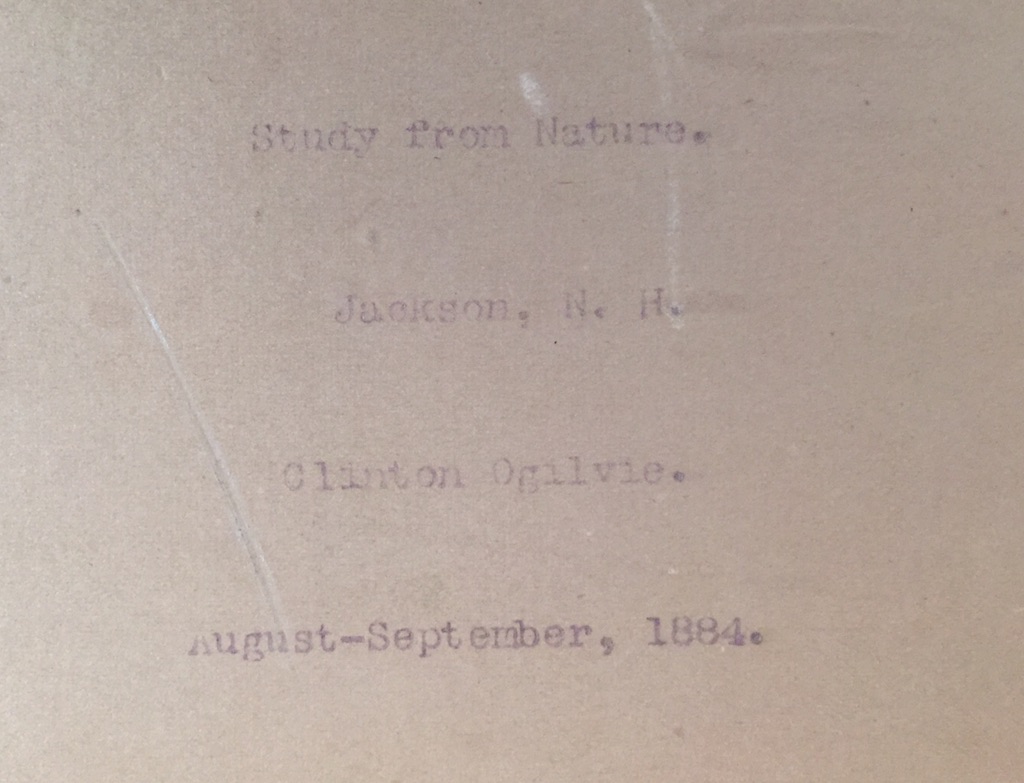 Study from Nature.
Jackson, N. H.
Clinton Ogilvie.
August-September, 1884.